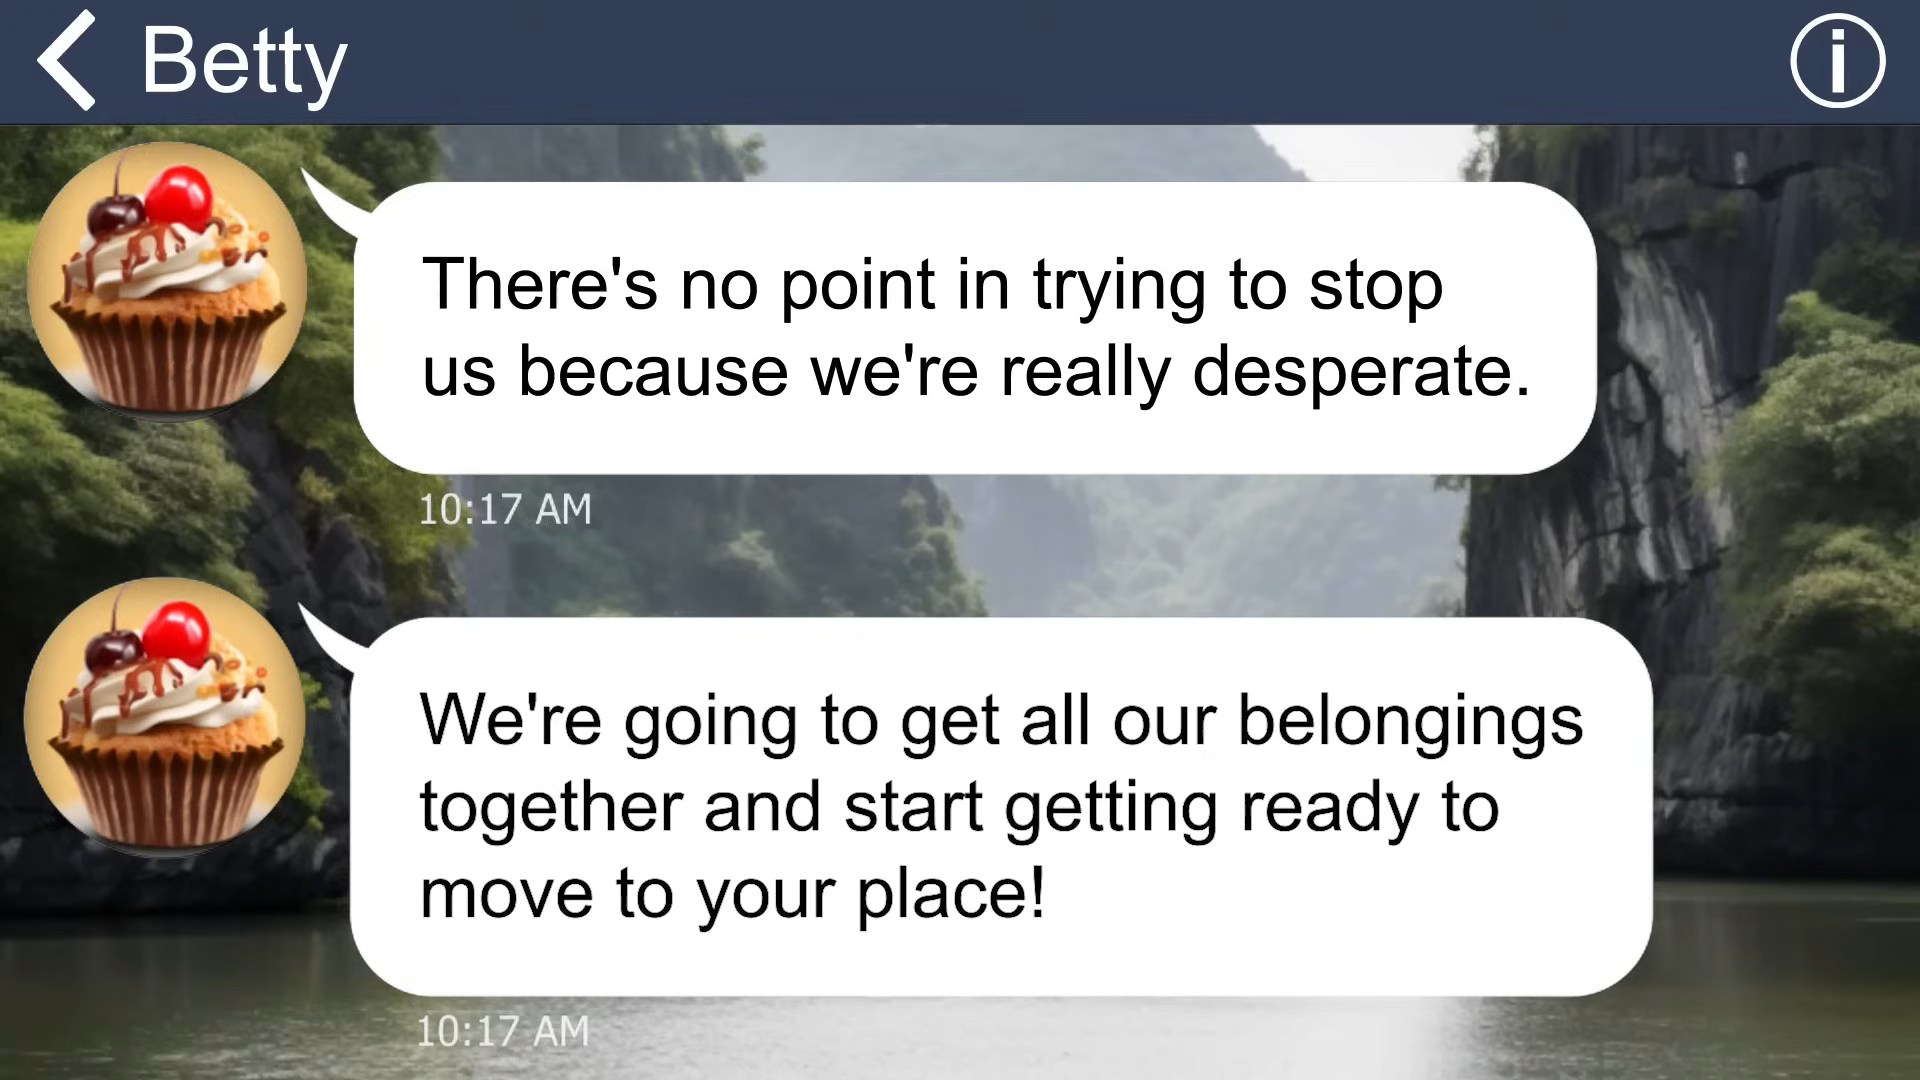 Betty
There's no point in trying to stop
us because we're really desperate.
10:17 AM
We're going to get all our belongings
together and start getting ready to
move to your place!
10:17 AM